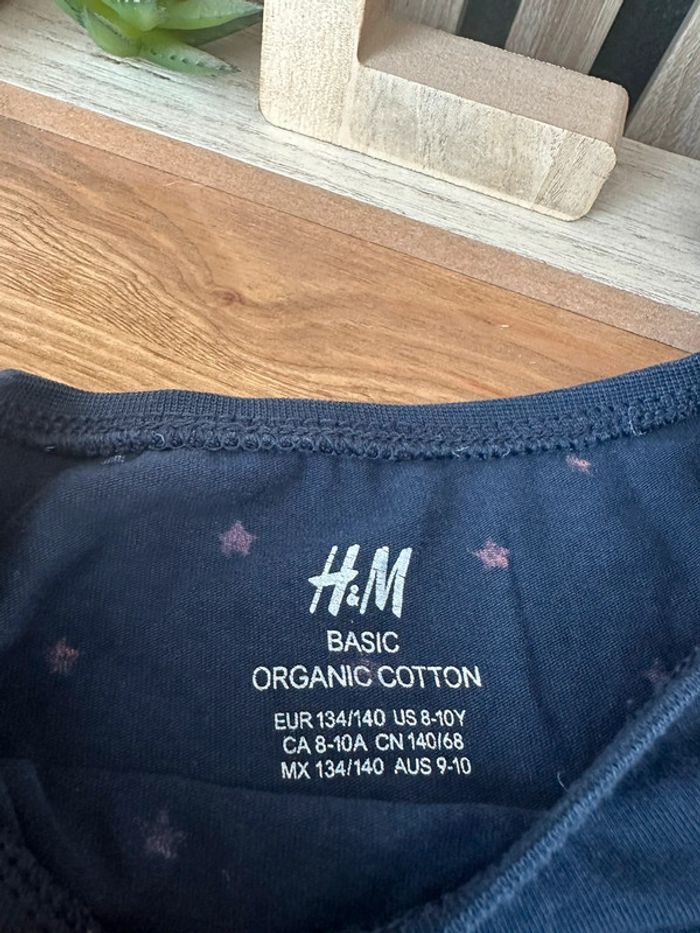 H&M
BASIC
ORGANIC COTTON
EUR 134/140 US 8-10Y
CA 8-10A CN 140/68
MX 134/140 AUS 9-10